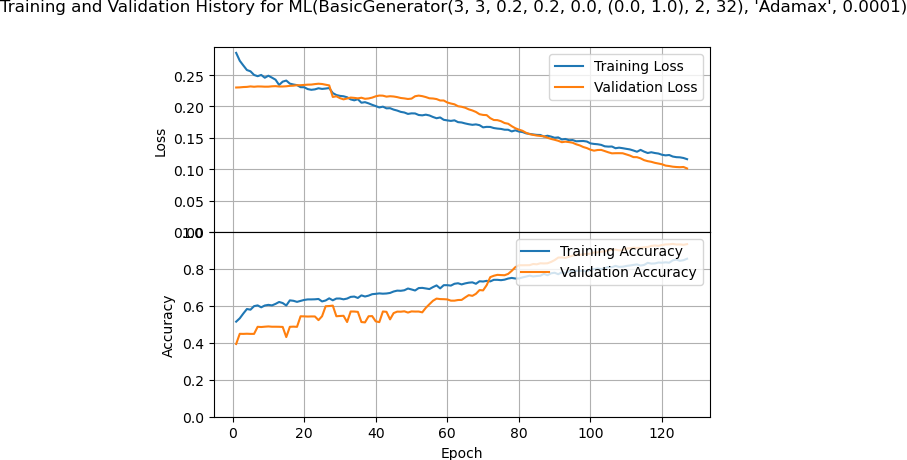 Training and Validation History for ML(BasicGenerator(3, 3, 0.2, 0.2, 0.0, (0.0, 1.0), 2, 32), 'Adamax', 0.0001)
Training Loss
Validation Loss
0.25
0.20
0.15
0.10
0.05
0.00
Loss
Training Accuracy
Validation Accuracy
1.0
0.8
0.6
0.4
0.2
0.0
Accuracy
0 20 40 60 80 100 120
Epoch